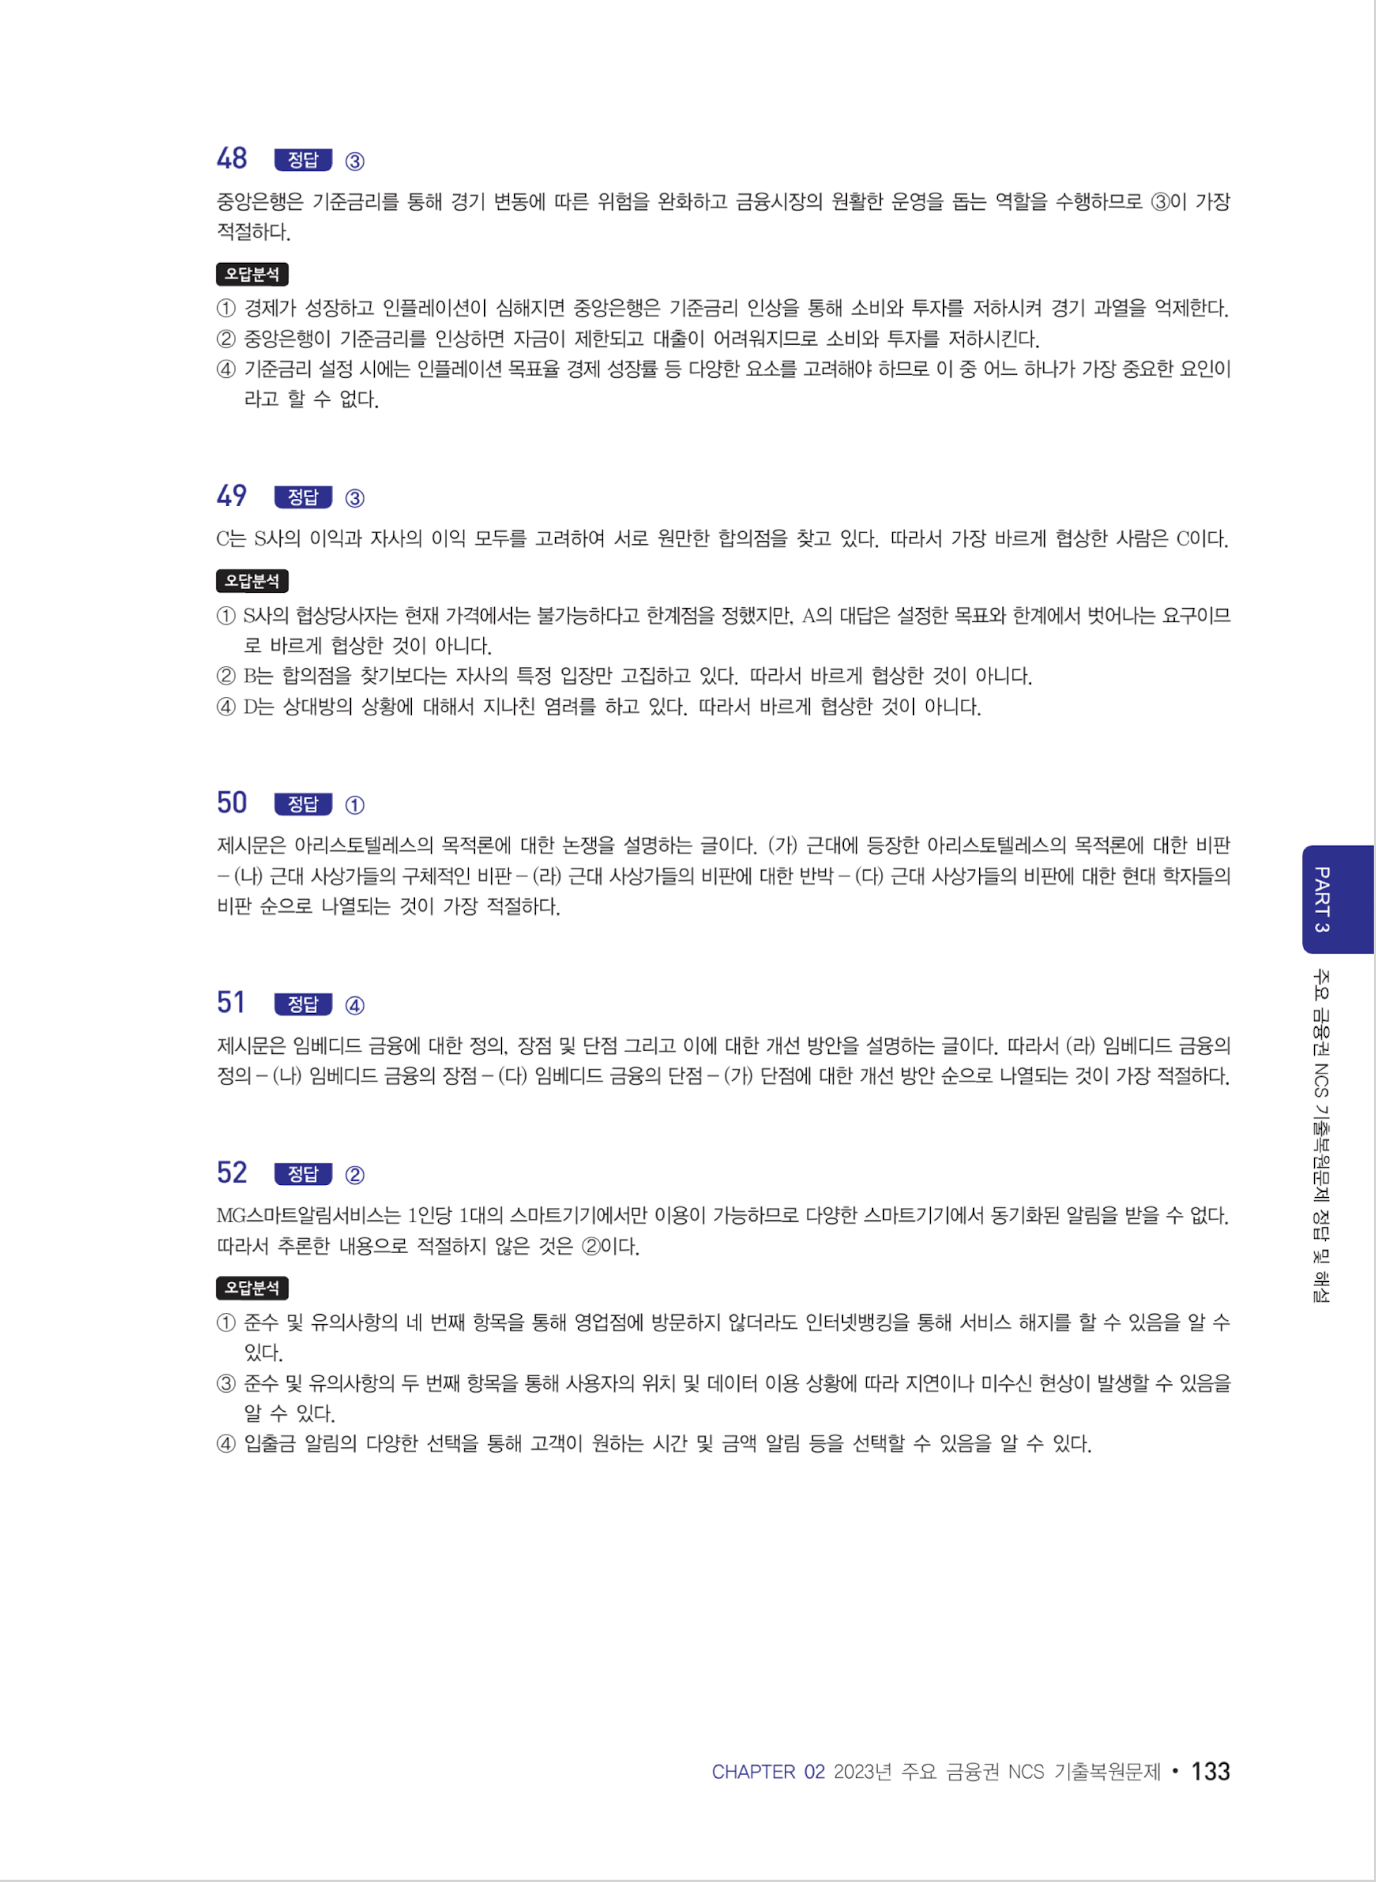 48 정답 ③
중앙은행은 기준금리를 통해 경기 변동에 따른 위험을 완화하고 금융시장의 원활한 운영을 돕는 역할을 수행하므로 ③이 가장
적절하다.
오답분석
① 경제가 성장하고 인플레이션이 심해지면 중앙은행은 기준금리 인상을 통해 소비와 투자를 저하시켜 경기 과열을 억제한다.
② 중앙은행이 기준금리를 인상하면 자금이 제한되고 대출이 어려워지므로 소비와 투자를 저하시킨다.
④ 기준금리 설정 시에는 인플레이션 목표율 경제 성장률 등 다양한 요소를 고려해야 하므로 이 중 어느 하나가 가장 중요한 요인이
라고 할 수 없다.
49 정답 ③
C는 S사의 이익과 자사의 이익 모두를 고려하여 서로 원만한 합의점을 찾고 있다. 따라서 가장 바르게 협상한 사람은 C이다.
오답분석
① S사의 협상당사자는 현재 가격에서는 불가능하다고 한계점을 정했지만, A의 대답은 설정한 목표와 한계에서 벗어나는 요구이므
로 바르게 협상한 것이 아니다.
② B는 합의점을 찾기보다는 자사의 특정 입장만 고집하고 있다. 따라서 바르게 협상한 것이 아니다.
④ D는 상대방의 상황에 대해서 지나친 염려를 하고 있다. 따라서 바르게 협상한 것이 아니다.
50 정답 ①
제시문은 아리스토텔레스의 목적론에 대한 논쟁을 설명하는 글이다. (가) 근대에 등장한 아리스토텔레스의 목적론에 대한 비판
– (나) 근대 사상가들의 구체적인 비판 – (라) 근대 사상가들의 비판에 대한 반박 – (다) 근대 사상가들의 비판에 대한 현대 학자들의
비판 순으로 나열되는 것이 가장 적절하다.
51 정답 ④
제시문은 임베디드 금융에 대한 정의, 장점 및 단점 그리고 이에 대한 개선 방안을 설명하는 글이다. 따라서 (라) 임베디드 금융의
정의 – (나) 임베디드 금융의 장점 – (다) 임베디드 금융의 단점 – (가) 단점에 대한 개선 방안 순으로 나열되는 것이 가장 적절하다.
52 정답 ②
MG스마트알림서비스는 1인당 1대의 스마트기기에서만 이용이 가능하므로 다양한 스마트기기에서 동기화된 알림을 받을 수 없다.
따라서 추론한 내용으로 적절하지 않은 것은 ②이다.
오답분석
① 준수 및 유의사항의 네 번째 항목을 통해 영업점에 방문하지 않더라도 인터넷뱅킹을 통해 서비스 해지를 할 수 있음을 알 수
있다.
③ 준수 및 유의사항의 두 번째 항목을 통해 사용자의 위치 및 데이터 이용 상황에 따라 지연이나 미수신 현상이 발생할 수 있음을
알 수 있다.
④ 입출금 알림의 다양한 선택을 통해 고객이 원하는 시간 및 금액 알림 등을 선택할 수 있음을 알 수 있다.
PART 3
주요 금융권 NCS 기출복원문제 정답 및 해설
CHAPTER 02 2023년 주요 금융권 NCS 기출복원문제 • 133